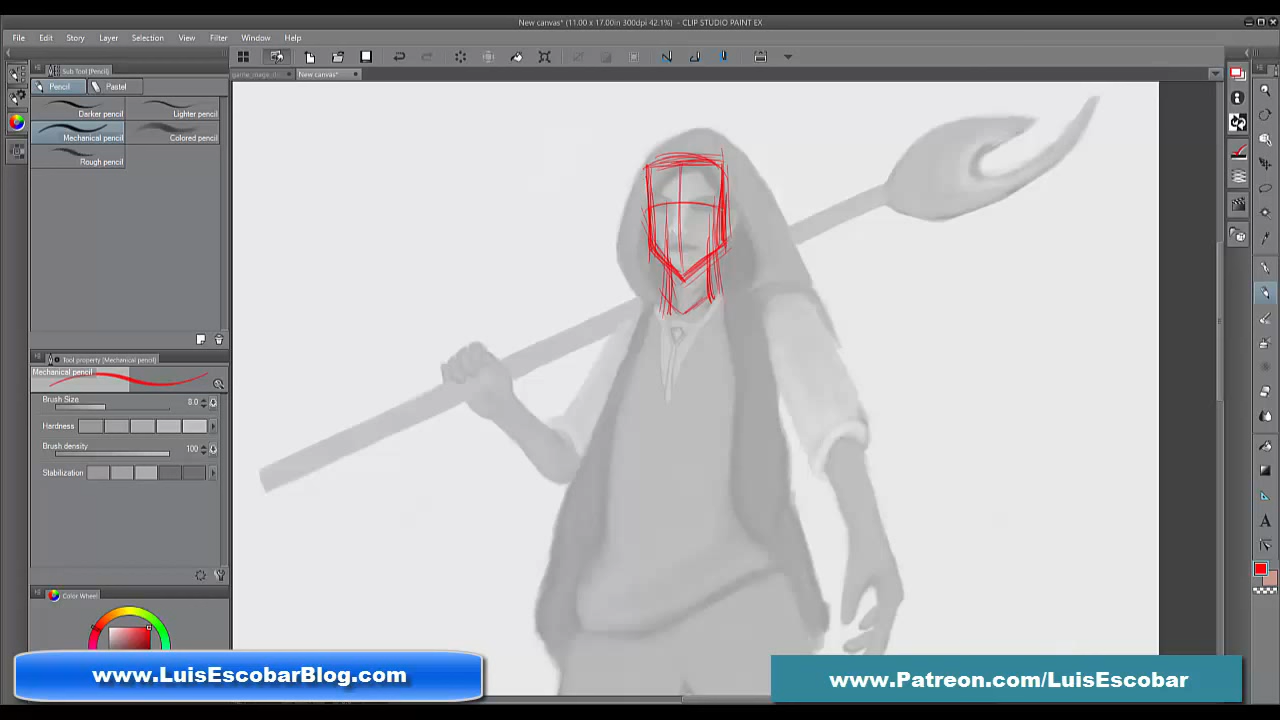 New canvas* (11.00 x 17.00in 300dpi 42.1%) - CLIP STUDIO PAINT EX
File Edit Story Layer Selection View Filter Window Help
Sub Tool [Pencil]
New canvas*
Pencil Pastel
Darker pencil Lighter pencil
Mechanical pencil Colored pencil
Rough pencil
Tool property [Mechanical pencil]
Mechanical pencil
Brush Size 8.0
Hardness
Brush density 100
Stabilization
Color Wheel
www.LuisEscobarBlog.com
www.Patreon.com/LuisEscobar